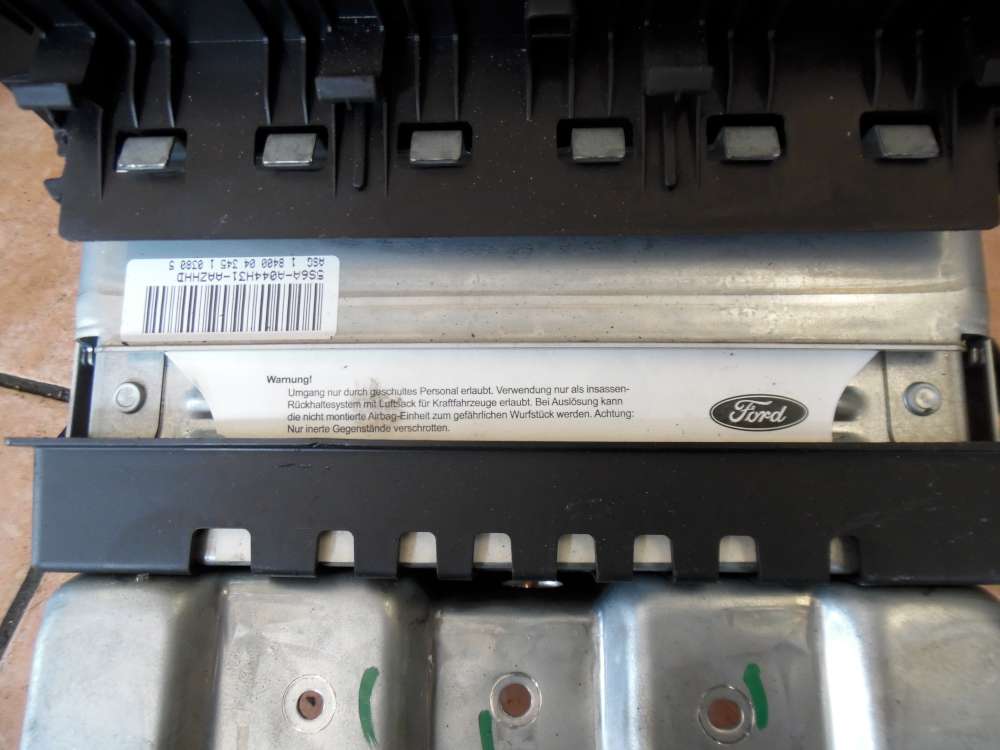 ASG 1 8400 04 345 1 0380 5
5S6A-A044H31-AAZHHD
Warnung!
Umgang nur durch geschultes Personal erlaubt. Verwendung nur als insassen-
Rückhaltesystem mit Luftsack für Kraftfahrzeuge erlaubt. Bei Auslösung kann
die nicht montierte Airbag-Einheit zum gefährlichen Wurfstück werden. Achtung:
Nur inerte Gegenstände verschrotten.
Ford